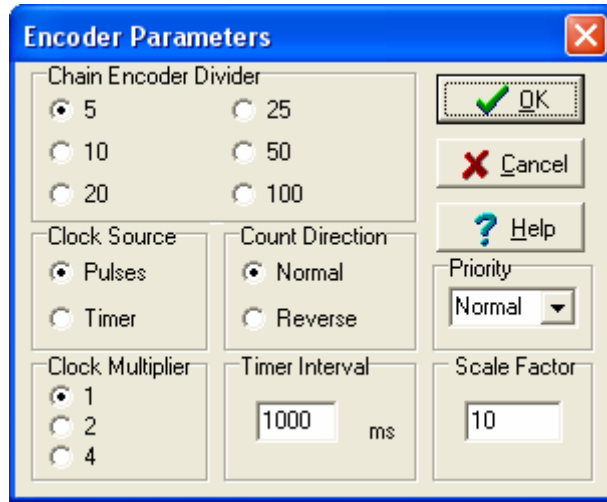 Encoder Parameters
Chain Encoder Divider
5
25
10
50
20
100
OK
Cancel
Help
Clock Source
Pulses
Timer
Count Direction
Normal
Reverse
Priority
Normal
Clock Multiplier
1
2
4
Timer Interval
1000 ms
Scale Factor
10